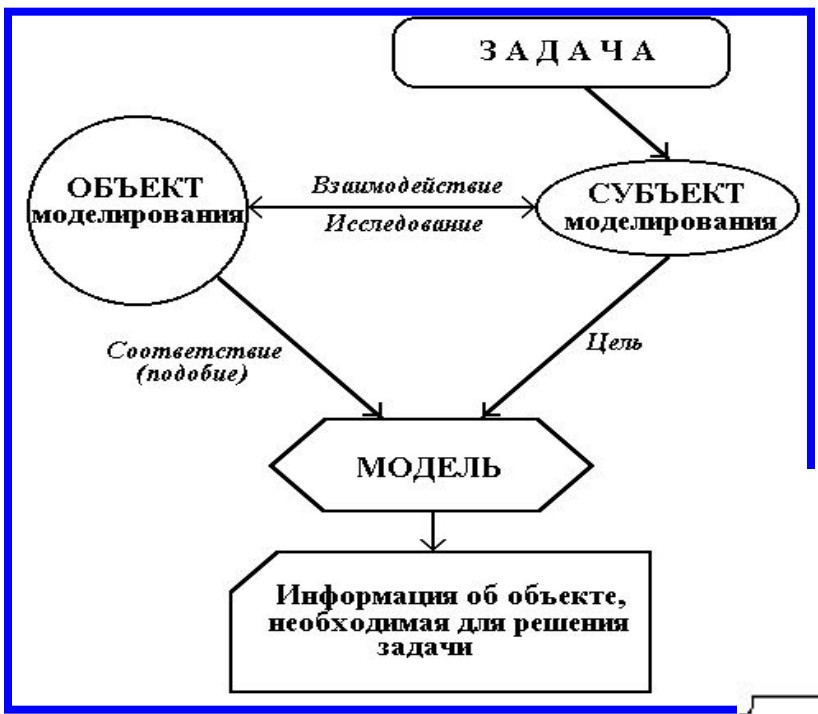 З А Д А Ч А
ОБЪЕКТ
моделирования
Взаимодействие
Исследование
СУБЪЕКТ
моделирования
Соответствие
(подобие)
Цель
МОДЕЛЬ
Информация об объекте,
необходимая для решения
задачи